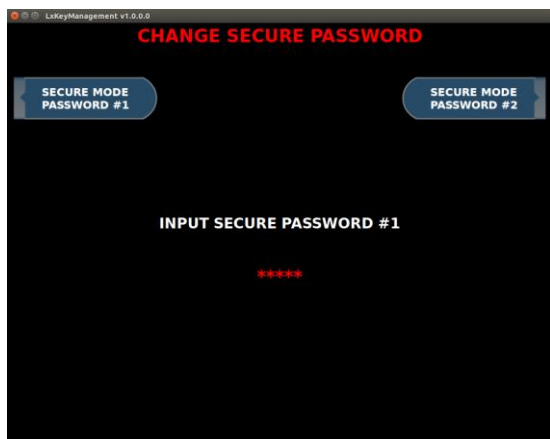 LxKeyManagement v1.0.0.0
CHANGE SECURE PASSWORD
SECURE MODE
PASSWORD #1
SECURE MODE
PASSWORD #2
INPUT SECURE PASSWORD #1
*****